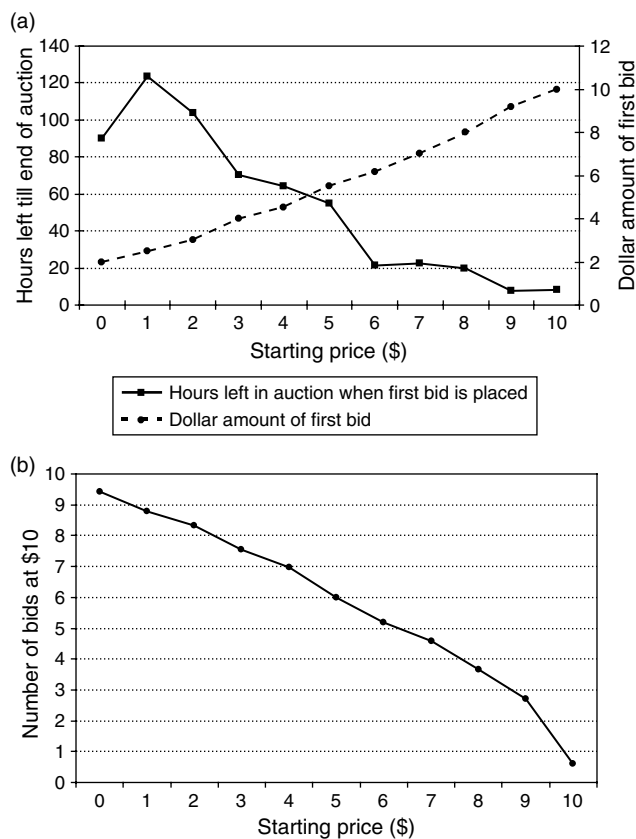 (a)
140
120
100
80
60
40
20
0
Hours left till end of auction
12
10
8
6
4
2
0
Dollar amount of first bid
0 1 2 3 4 5 6 7 8 9 10
Starting price ($)
Hours left in auction when first bid is placed
Dollar amount of first bid
(b)
10
9
8
7
6
5
4
3
2
1
0
Number of bids at $10
0 1 2 3 4 5 6 7 8 9 10
Starting price ($)